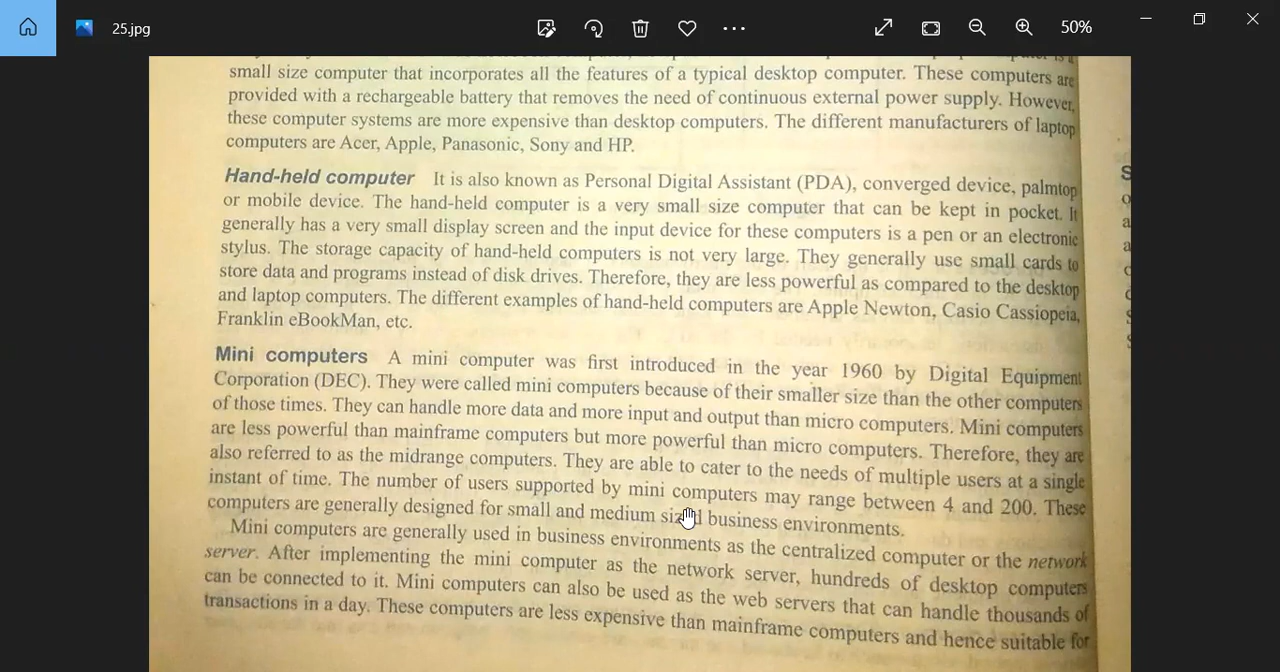 25.jpg
50%
small size computer that incorporates all the features of a typical desktop computer. These computers are
provided with a rechargeable battery that removes the need of continuous external power supply. However,
these computer systems are more expensive than desktop computers. The different manufacturers of laptop
computers are Acer, Apple, Panasonic, Sony and HP.
Hand-held computer It is also known as Personal Digital Assistant (PDA), converged device, palmtop
or mobile device. The hand-held computer is a very small size computer that can be kept in pocket. It
generally has a very small display screen and the input device for these computers is a pen or an electronic
stylus. The storage capacity of hand-held computers is not very large. They generally use small cards to
store data and programs instead of disk drives. Therefore, they are less powerful as compared to the desktop
and laptop computers. The different examples of hand-held computers are Apple Newton, Casio Cassiopeia,
Franklin eBookMan, etc.
Mini computers A mini computer was first introduced in the year 1960 by Digital Equipment
Corporation (DEC). They were called mini computers because of their smaller size than the other computers
of those times. They can handle more data and more input and output than micro computers. Mini computers
are less powerful than mainframe computers but more powerful than micro computers. Therefore, they are
also referred to as the midrange computers. They are able to cater to the needs of multiple users at a single
instant of time. The number of users supported by mini computers may range between 4 and 200. These
computers are generally designed for small and medium sized business environments.
Mini computers are generally used in business environments as the centralized computer or the network
server. After implementing the mini computer as the network server, hundreds of desktop computers
can be connected to it. Mini computers can also be used as the web servers that can handle thousands of
transactions in a day. These computers are less expensive than mainframe computers and hence suitable for